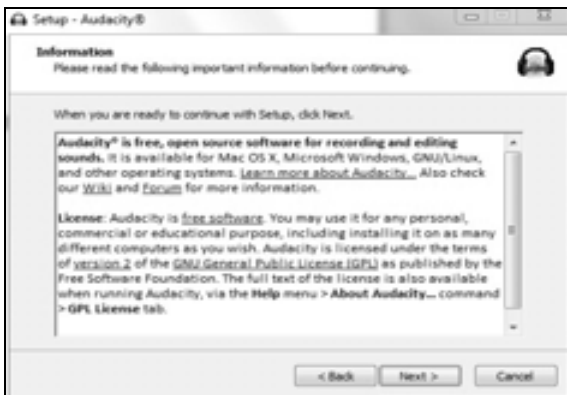 Setup - Audacity®
Information
Please read the following important information before continuing.
When you are ready to continue with Setup, click Next.
Audacity® is free, open source software for recording and editing
sounds. It is available for Mac OS X, Microsoft Windows, GNU/Linux,
and other operating systems. Learn more about Audacity... Also check
our Wiki and Forum for more information.
License: Audacity is free software. You may use it for any personal,
commercial or educational purpose, including installing it on as many
different computers as you wish. Audacity is licensed under the terms
of version 2 of the GNU General Public License (GPL) as published by the
Free Software Foundation. The full text of the license is also available
when running Audacity, via the Help menu > About Audacity... command
> GPL License tab.
< Back Next > Cancel